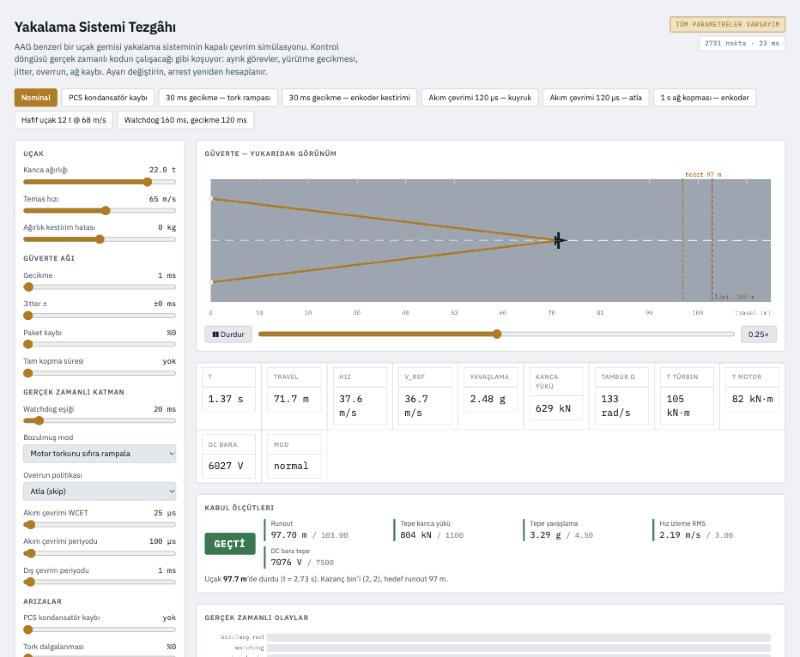 Yakalama Sistemi Tezgâhı
TÜM PARAMETRELER VARSAYIM
2731 nokta · 23 ms
AAG benzeri bir uçak gemisi yakalama sisteminin kapalı çevrim simülasyonu. Kontrol
döngüsü gerçek zamanlı kodun çalışacağı gibi koşuyor: ayrık görevler, yürütme gecikmesi,
jitter, overrun, ağ kaybı. Ayarı değiştirin, arrest yeniden hesaplanır.
Nominal
PCS kondansatör kaybı
30 ms gecikme — tork rampası
30 ms gecikme — enkoder kestirimi
Akım çevrimi 120 µs — kuyruk
Akım çevrimi 120 µs — atla
1 s ağ kopması — enkoder
Hafif uçak 12 t @ 68 m/s
Watchdog 160 ms, gecikme 120 ms
UÇAK
Kanca ağırlığı 22.0 t
Temas hızı 65 m/s
Ağırlık kestirim hatası 0 kg
GÜVERTE AĞI
Gecikme 1 ms
Jitter ± ±0 ms
Paket kaybı %0
Tam kopma süresi yok
GERÇEK ZAMANLI KATMAN
Watchdog eşiği 20 ms
Bozulmuş mod
Motor torkunu sıfıra rampala
Overrun politikası
Atla (skip)
Akım çevrimi WCET 25 µs
Akım çevrimi periyodu 100 µs
Dış çevrim periyodu 1 ms
ARIZALAR
PCS kondansatör kaybı yok
Tork dalgalanması %0
GÜVERTE — YUKARIDAN GÖRÜNÜM
hedef 97 m
limit 103 m
0 10 20 30 40 50 60 70 80 90 100 travel [m]
Durdur
0.25×
T
1.37 s
TRAVEL
71.7 m
HIZ
37.6
m/s
V_REF
36.7
m/s
YAVAŞLAMA
2.48 g
KANCA
YÜKÜ
629 kN
TAMBUR Ω
133
rad/s
T TÜRBIN
105
kN·m
T MOTOR
82 kN·m
DC BARA
6027 V
MOD
normal
KABUL ÖLÇÜTLERI
GEÇTİ
Runout
97.70 m / 103.00
Tepe kanca yükü
804 kN / 1100
Tepe yavaşlama
3.29 g / 4.50
Hız izleme RMS
2.19 m/s / 3.00
DC bara tepe
7076 V / 7500
Uçak 97.7 m'de durdu (t = 2.73 s). Kazanç bin'i (2, 2), hedef runout 97 m.
GERÇEK ZAMANLI OLAYLAR
Bozulmuş mod
watchdog